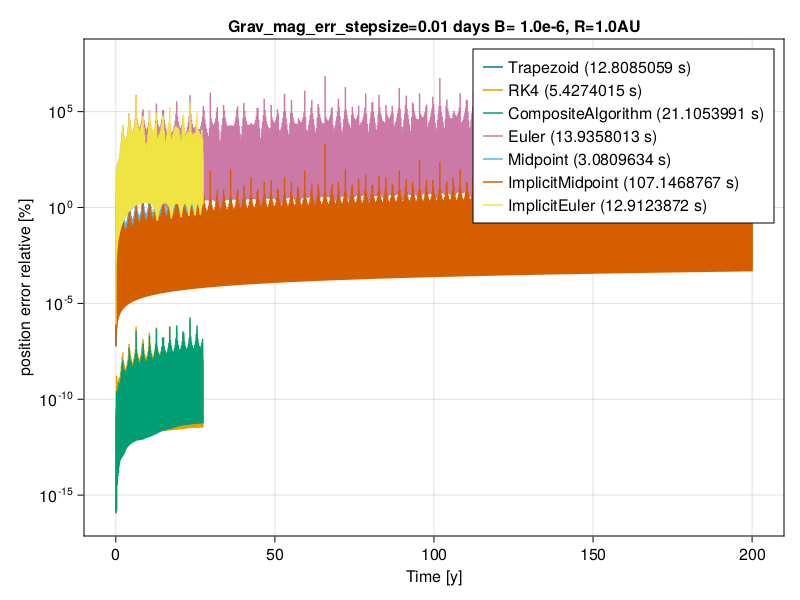 Grav_mag_err_stepsize=0.01 days B= 1.0e-6, R=1.0AU
Trapezoid (12.8085059 s)
RK4 (5.4274015 s)
CompositeAlgorithm (21.1053991 s)
Euler (13.9358013 s)
Midpoint (3.0809634 s)
ImplicitMidpoint (107.1468767 s)
ImplicitEuler (12.9123872 s)
position error relative [%]
10^5
10^0
10^-5
10^-10
10^-15
0 50 100 150 200
Time [y]